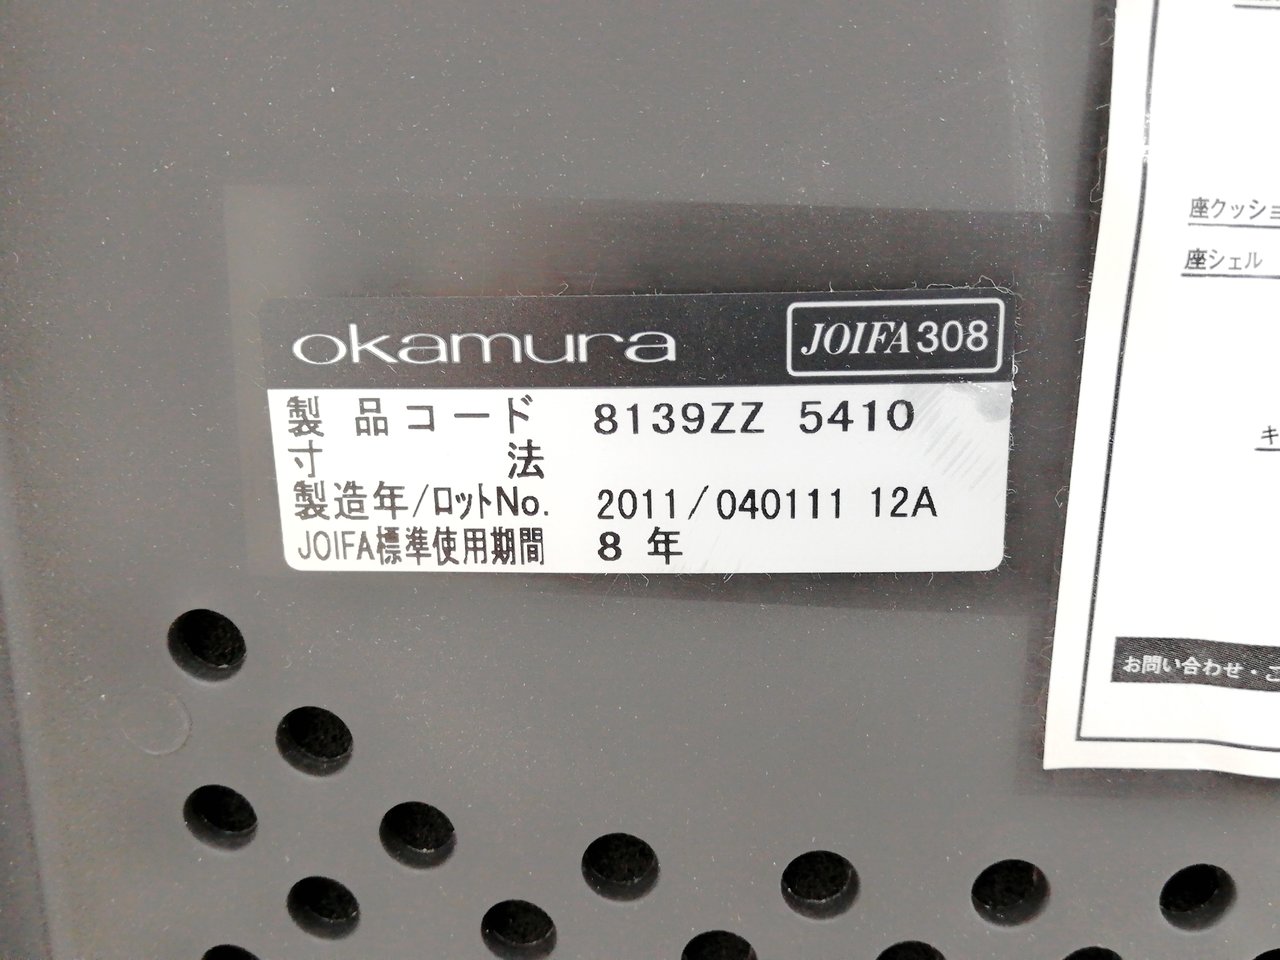 okamura JOIFA308
製品コード 8139ZZ 5410
寸法
製造年/ロットNo. 2011/040111 12A
JOIFA標準使用期間 8 年
座クッショ
座シェル
キ
お問い合わせ・ご